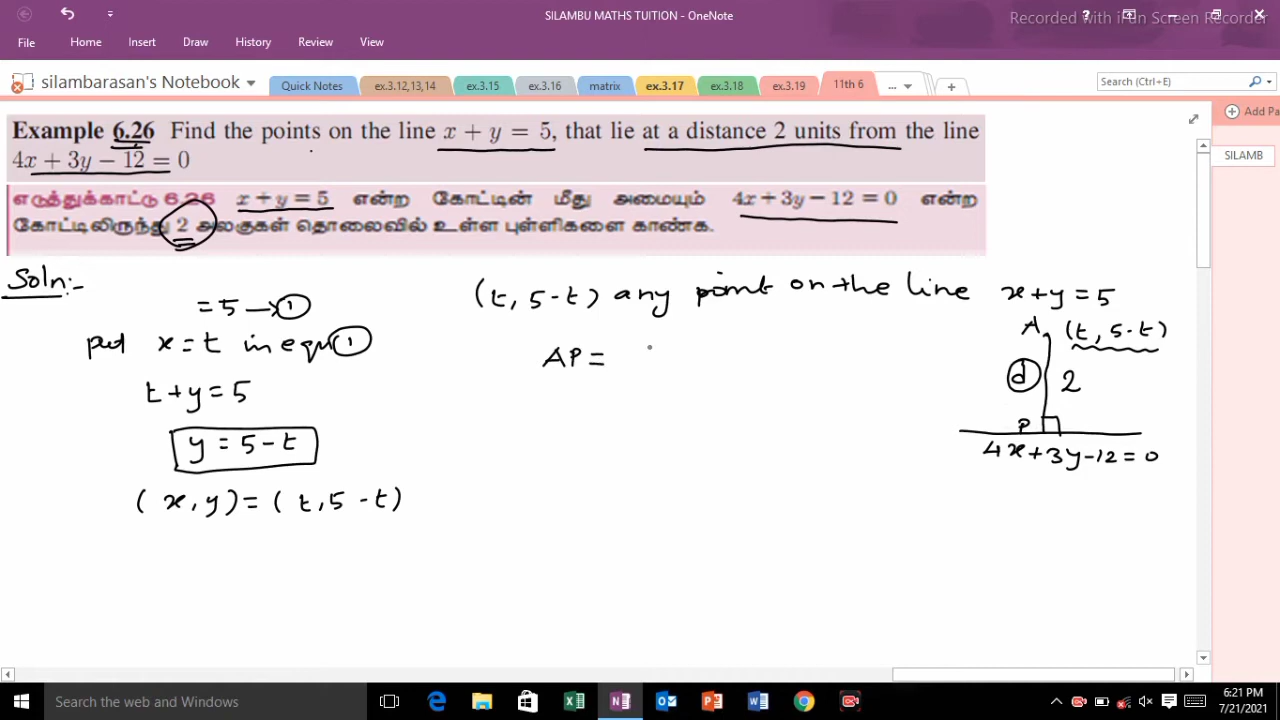 SILAMBU MATHS TUITION - OneNote
Recorded with iFun Screen Recorder
File Home Insert Draw History Review View
silambarasan's Notebook Quick Notes ex.3.12,13,14 ex.3.15 ex.3.16 matrix ex.3.17 ex.3.18 ex.3.19 11th 6 ... Search (Ctrl+E)
Add Pa
SILAMB
Example 6.26 Find the points on the line x + y = 5, that lie at a distance 2 units from the line
4x + 3y − 12 = 0
எடுத்துக்காட்டு 6.26 x + y = 5 என்ற கோட்டின் மீது அமையும் 4x + 3y − 12 = 0 என்ற
கோட்டிலிருந்து 2 அலகுகள் தொலைவில் உள்ள புள்ளிகளை காண்க.
Soln:-
= 5 → ①
put x = t in equ ①
t + y = 5
y = 5 - t
(x, y) = (t, 5 - t)
(t, 5 - t) any point on the line x + y = 5
AP =
A (t, 5 - t)
d 2
P
4x + 3y - 12 = 0
Search the web and Windows
6:21 PM
7/21/2021